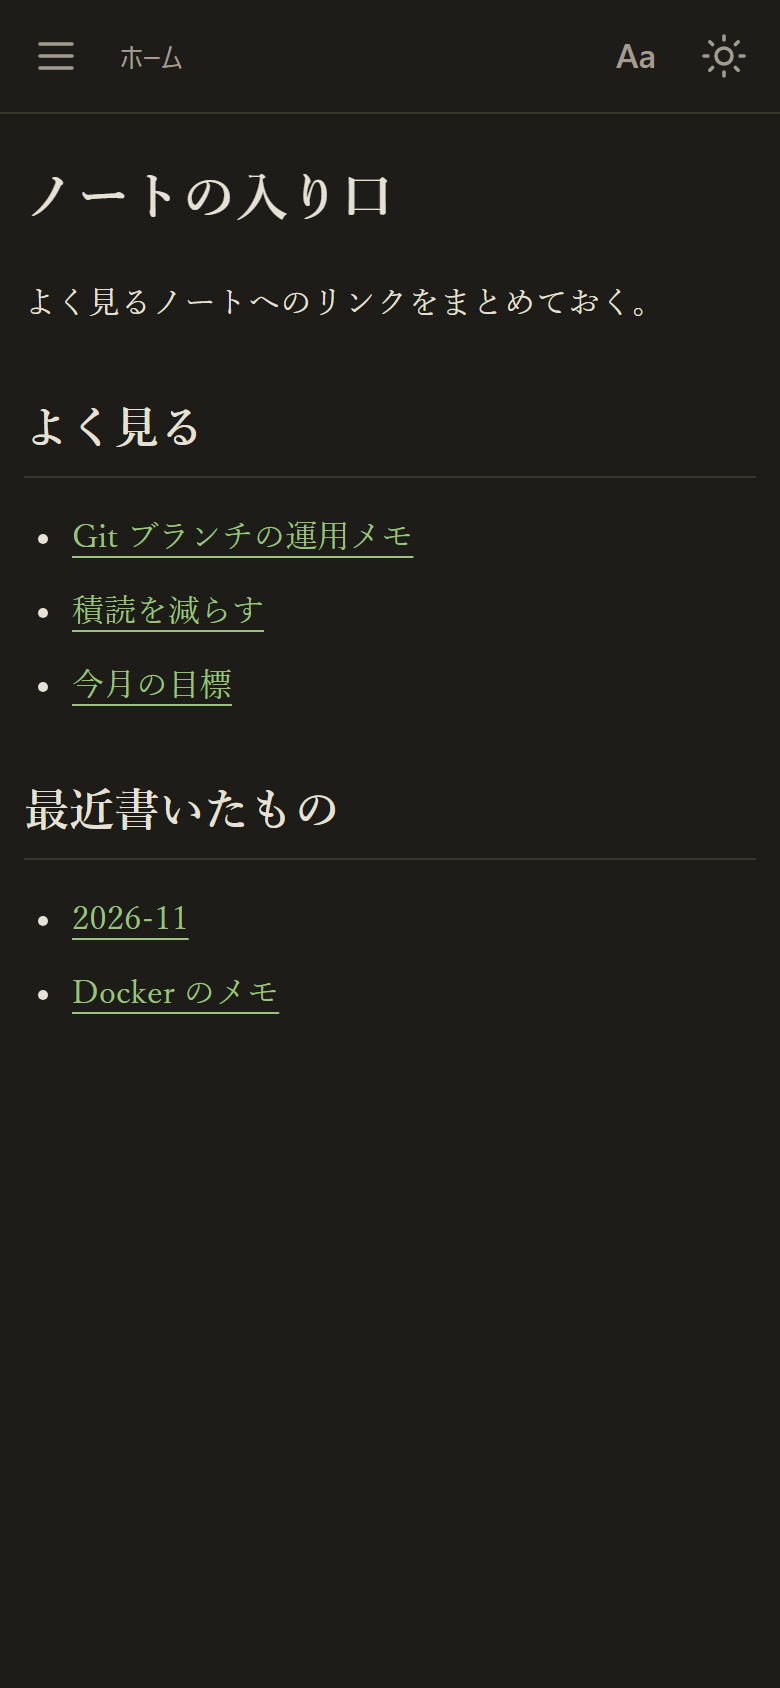 ホーム
Aa
ノートの入り口
よく見るノートへのリンクをまとめておく。
よく見る
Git ブランチの運用メモ
積読を減らす
今月の目標
最近書いたもの
2026-11
Docker のメモ